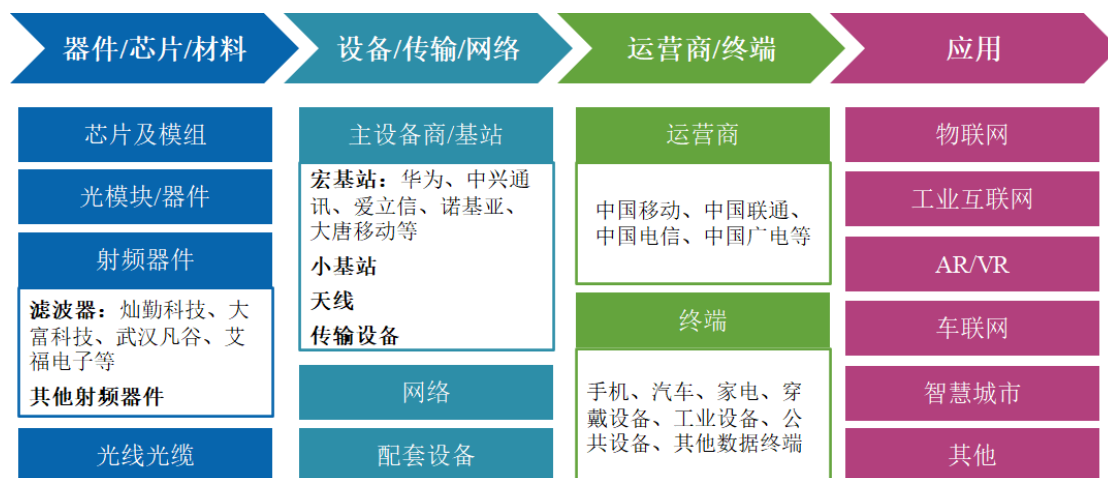 器件/芯片/材料
设备/传输/网络
运营商/终端
应用
芯片及模组
光模块/器件
射频器件
滤波器：灿勤科技、大
富科技、武汉凡谷、艾
福电子等
其他射频器件
光线光缆
主设备商/基站
宏基站：华为、中兴通
讯、爱立信、诺基亚、
大唐移动等
小基站
天线
传输设备
网络
配套设备
运营商
中国移动、中国联通、
中国电信、中国广电等
终端
手机、汽车、家电、穿
戴设备、工业设备、公
共设备、其他数据终端
物联网
工业互联网
AR/VR
车联网
智慧城市
其他